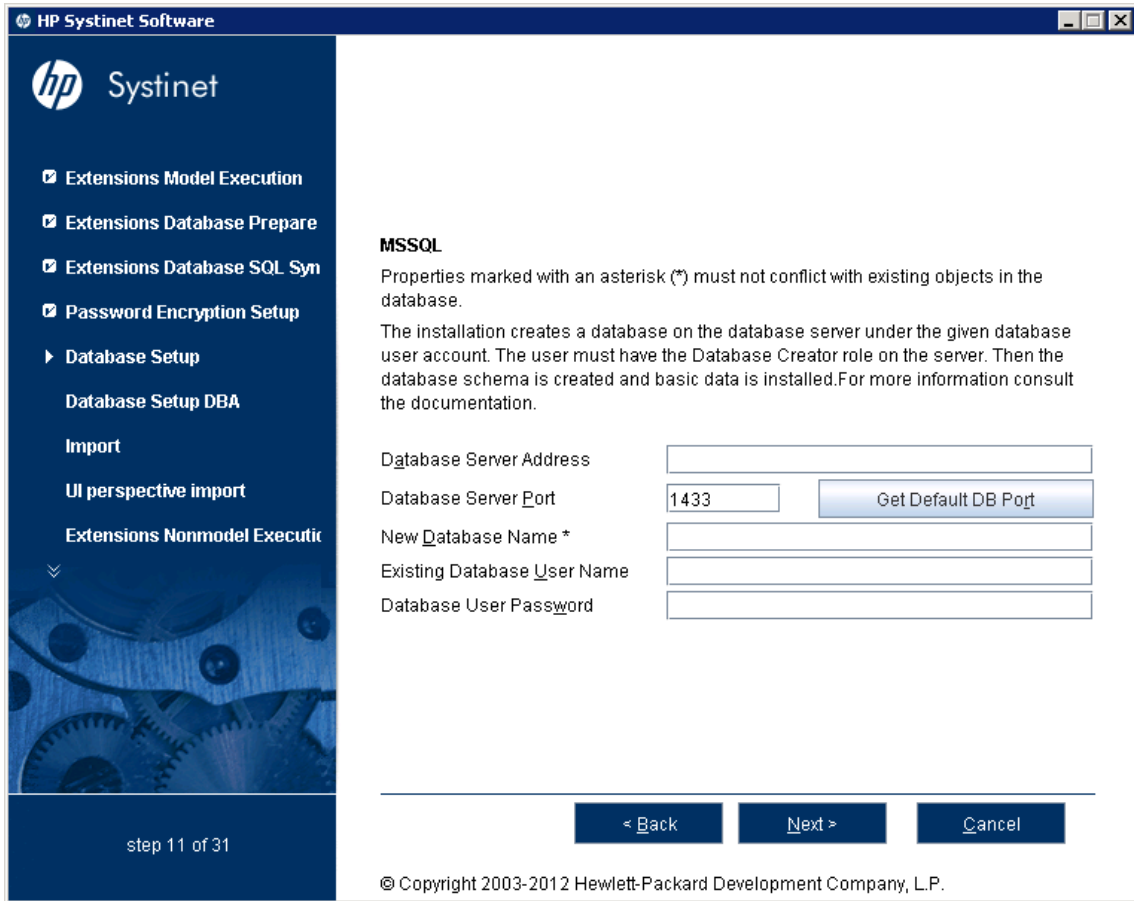 HP Systinet Software
hp Systinet
Extensions Model Execution
Extensions Database Prepare
Extensions Database SQL Syn
Password Encryption Setup
Database Setup
Database Setup DBA
Import
UI perspective import
Extensions Nonmodel Executic
step 11 of 31
MSSQL
Properties marked with an asterisk (*) must not conflict with existing objects in the
database.
The installation creates a database on the database server under the given database
user account. The user must have the Database Creator role on the server. Then the
database schema is created and basic data is installed.For more information consult
the documentation.
Database Server Address
Database Server Port 1433 Get Default DB Port
New Database Name *
Existing Database User Name
Database User Password
< Back Next > Cancel
© Copyright 2003-2012 Hewlett-Packard Development Company, L.P.